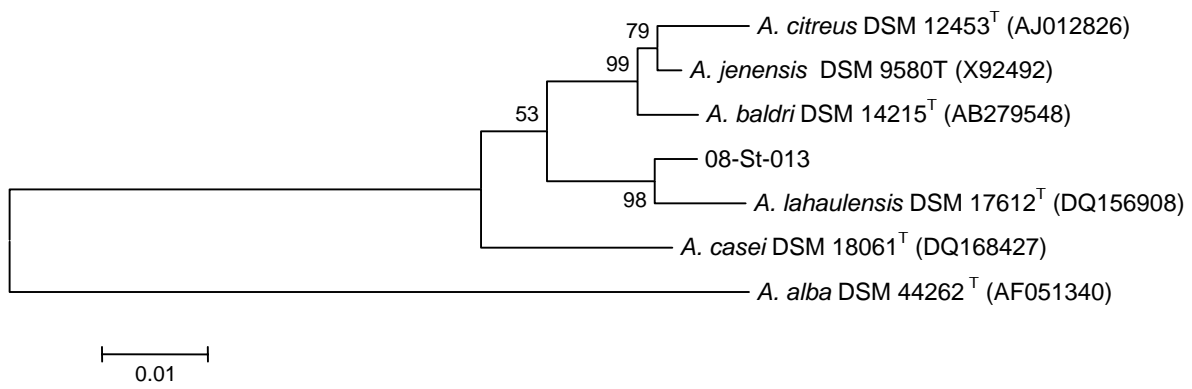 79
A. citreus DSM 12453T (AJ012826)
99
A. jenensis DSM 9580T (X92492)
53
A. baldri DSM 14215T (AB279548)
08-St-013
98
A. lahaulensis DSM 17612T (DQ156908)
A. casei DSM 18061T (DQ168427)
A. alba DSM 44262 T (AF051340)
0.01